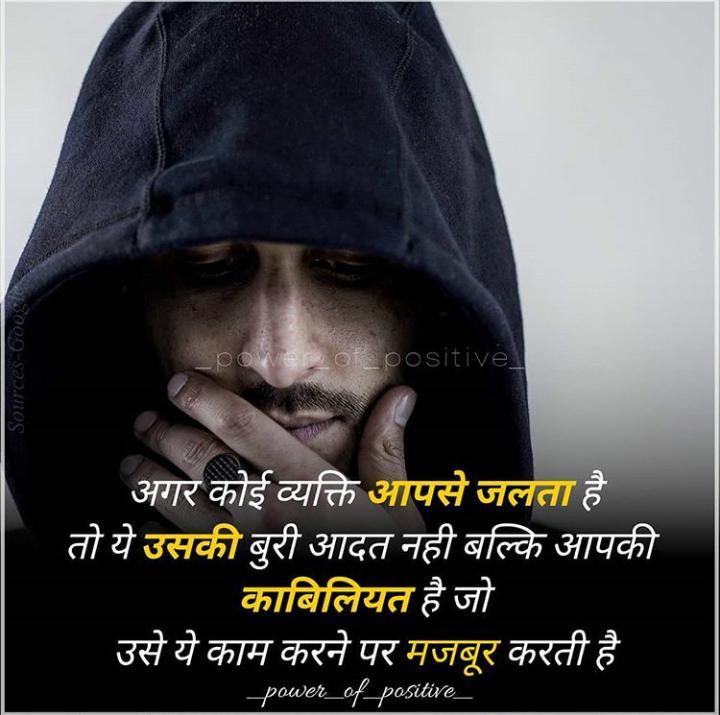 Sources-Google
_power_of_positive_
अगर कोई व्यक्ति आपसे जलता है
तो ये उसकी बुरी आदत नही बल्कि आपकी
काबिलियत है जो
उसे ये काम करने पर मजबूर करती है
_power_of_positive_